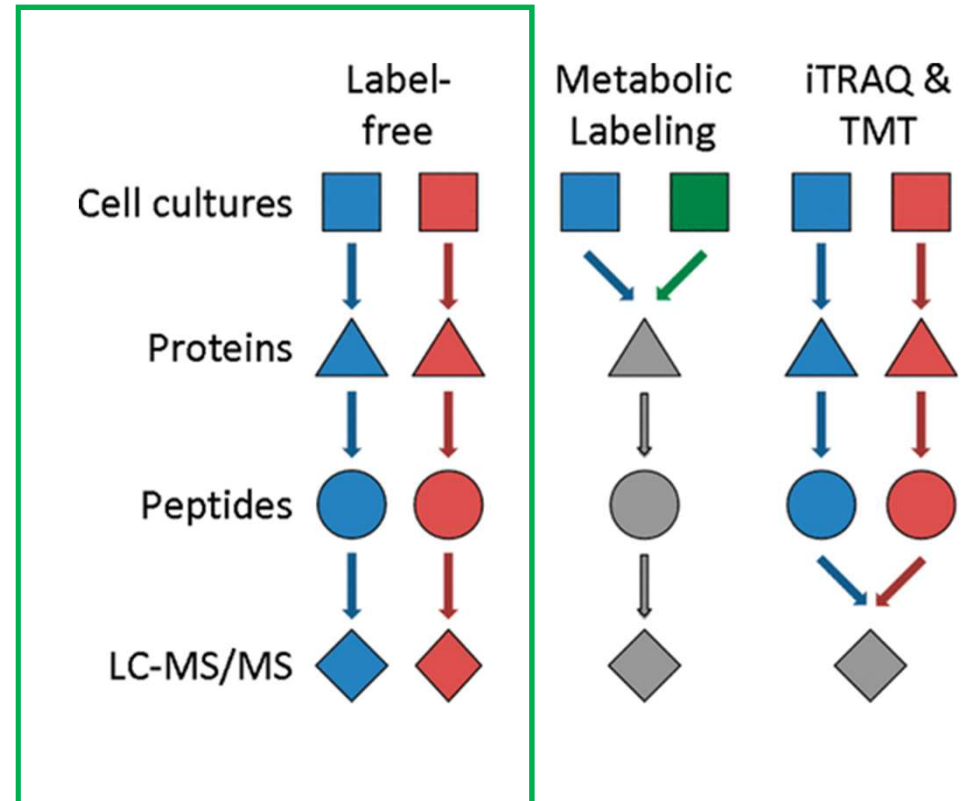 Label-
free
Metabolic
Labeling
iTRAQ &
TMT
Cell cultures
Proteins
Peptides
LC-MS/MS